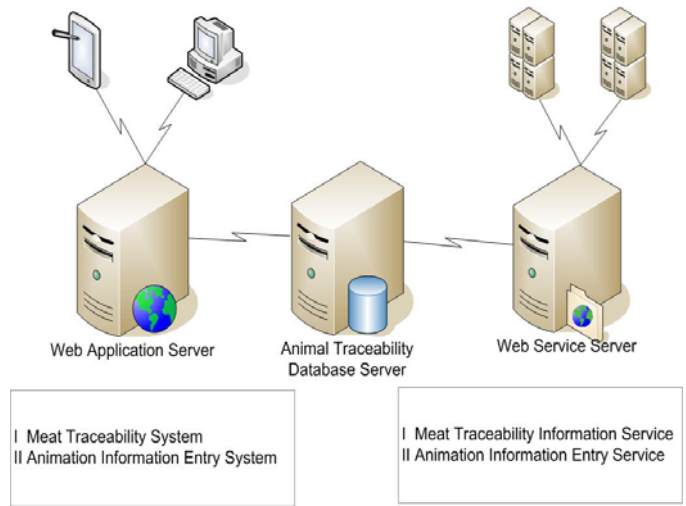 Web Application Server
Animal Traceability
Database Server
Web Service Server
I Meat Traceability System
II Animation Information Entry System
I Meat Traceability Information Service
II Animation Information Entry Service